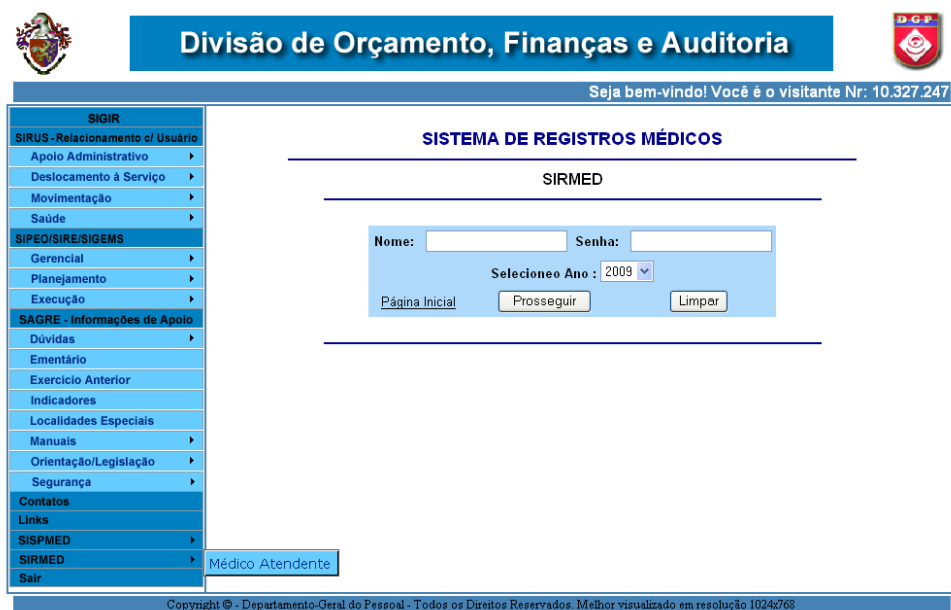 Divisão de Orçamento, Finanças e Auditoria
D G P
Seja bem-vindo! Você é o visitante Nr: 10.327.247
SIGIR
SIRUS - Relacionamento c/ Usuário
Apoio Administrativo
Deslocamento à Serviço
Movimentação
Saúde
SIPEO/SIRE/SIGEMS
Gerencial
Planejamento
Execução
SAGRE - Informações de Apoio
Dúvidas
Ementário
Exercício Anterior
Indicadores
Localidades Especiais
Manuais
Orientação/Legislação
Segurança
Contatos
Links
SISPMED
SIRMED
Sair
Médico Atendente
SISTEMA DE REGISTROS MÉDICOS
SIRMED
Nome: Senha:
Selecioneo Ano : 2009
Página Inicial Prosseguir Limpar
Copyright © - Departamento-Geral do Pessoal - Todos os Direitos Reservados. Melhor visualizado em resolução 1024x768